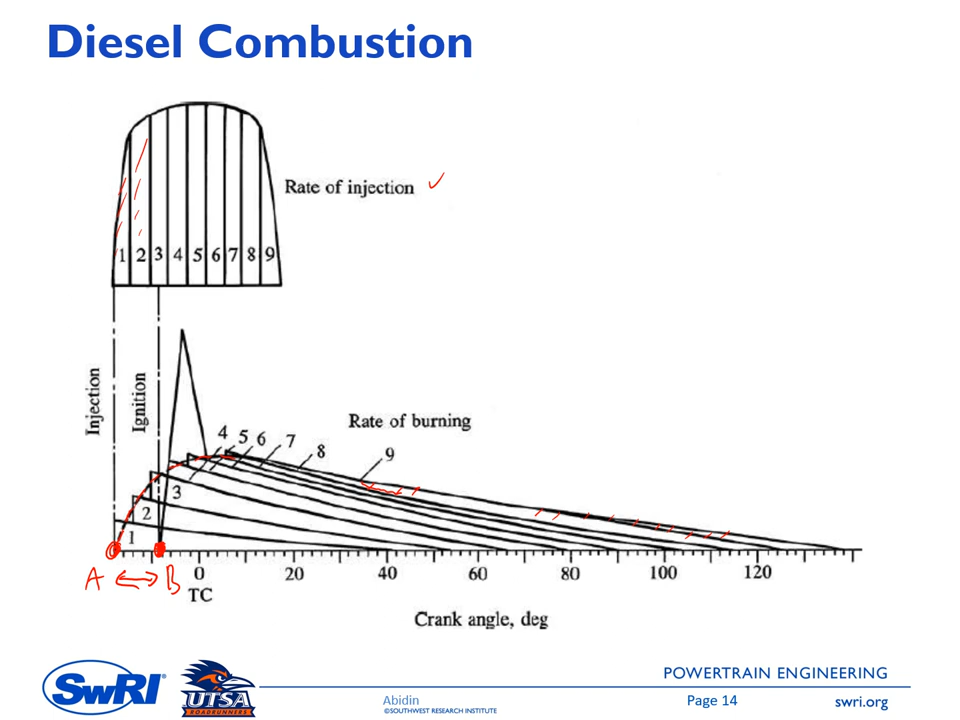 Diesel Combustion
Rate of injection ✓
1 2 3 4 5 6 7 8 9
Injection
Ignition
Rate of burning
4 5 6 7 8 9
3
2
1
A ↔ B
0 20 40 60 80 100 120
TC
Crank angle, deg
SwRI
UTSA
ROADRUNNERS
POWERTRAIN ENGINEERING
Abidin
©SOUTHWEST RESEARCH INSTITUTE
Page 14
swri.org